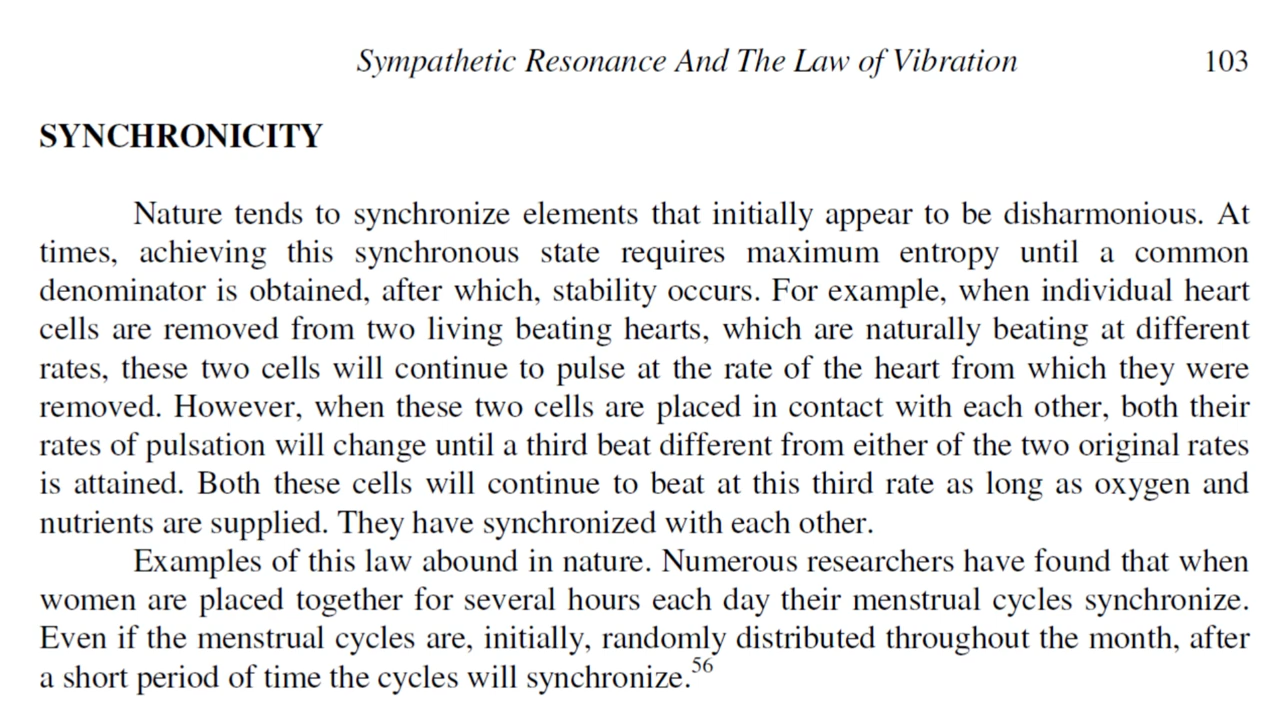 Sympathetic Resonance And The Law of Vibration 103
SYNCHRONICITY
Nature tends to synchronize elements that initially appear to be disharmonious. At
times, achieving this synchronous state requires maximum entropy until a common
denominator is obtained, after which, stability occurs. For example, when individual heart
cells are removed from two living beating hearts, which are naturally beating at different
rates, these two cells will continue to pulse at the rate of the heart from which they were
removed. However, when these two cells are placed in contact with each other, both their
rates of pulsation will change until a third beat different from either of the two original rates
is attained. Both these cells will continue to beat at this third rate as long as oxygen and
nutrients are supplied. They have synchronized with each other.
Examples of this law abound in nature. Numerous researchers have found that when
women are placed together for several hours each day their menstrual cycles synchronize.
Even if the menstrual cycles are, initially, randomly distributed throughout the month, after
a short period of time the cycles will synchronize.56